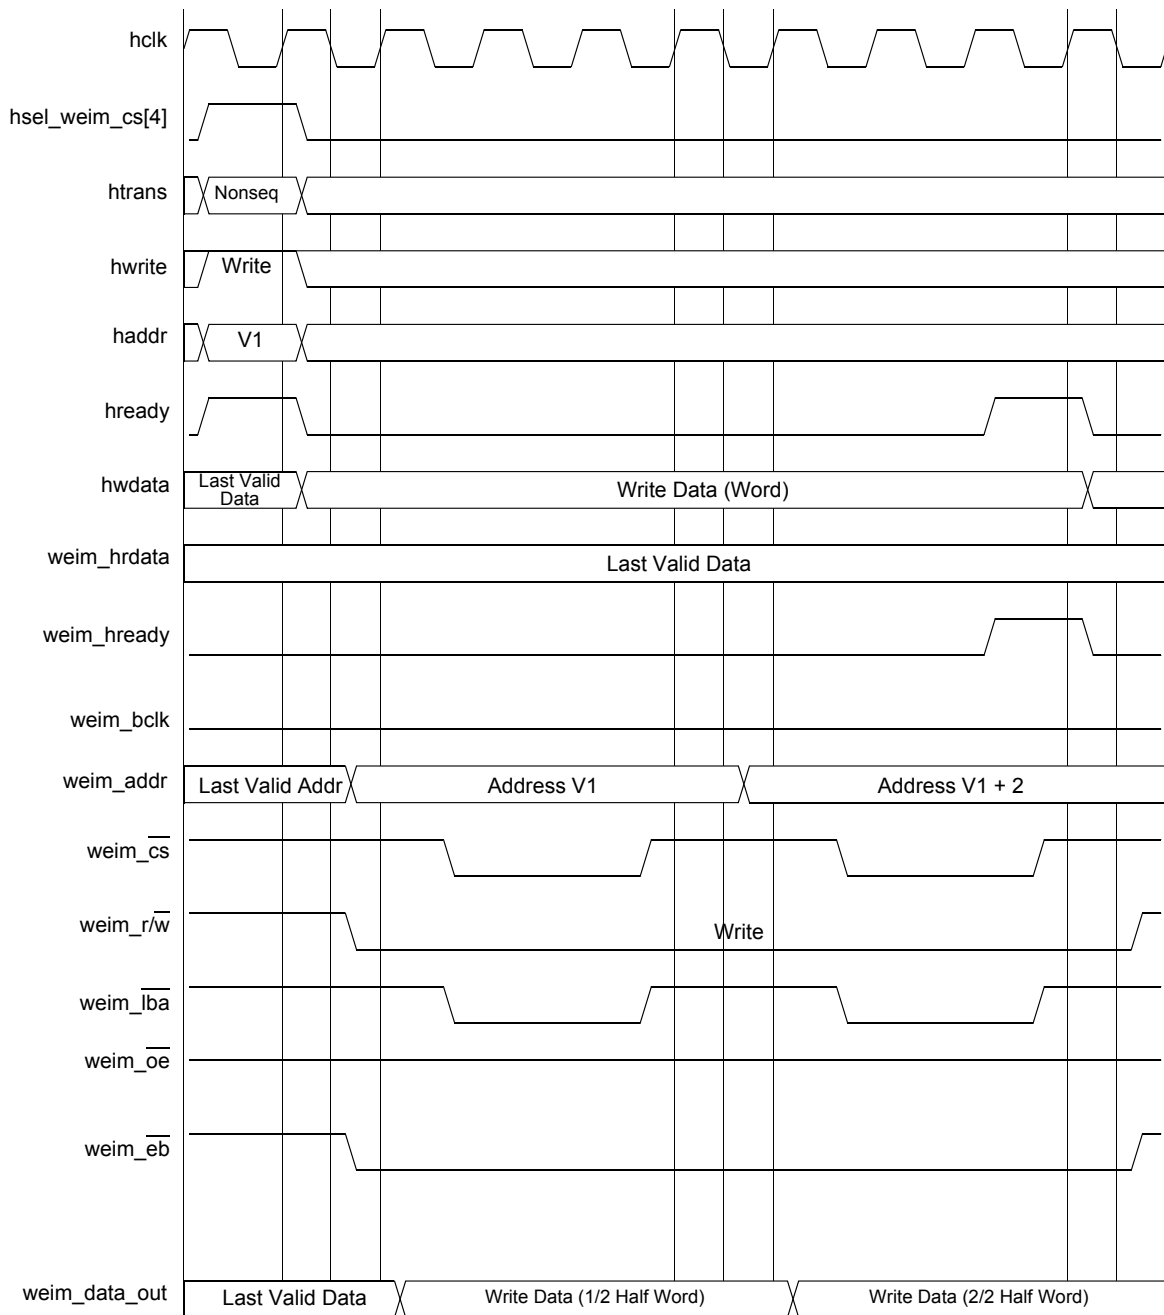 hclk
hsel_weim_cs[4]
htrans
Nonseq
hwrite
Write
haddr
V1
hready
hwdata
Last Valid
Data
Write Data (Word)
weim_hrdata
Last Valid Data
weim_hready
weim_bclk
weim_addr
Last Valid Addr
Address V1
Address V1 + 2
weim_cs
weim_r/w
Write
weim_lba
weim_oe
weim_eb
weim_data_out
Last Valid Data
Write Data (1/2 Half Word)
Write Data (2/2 Half Word)